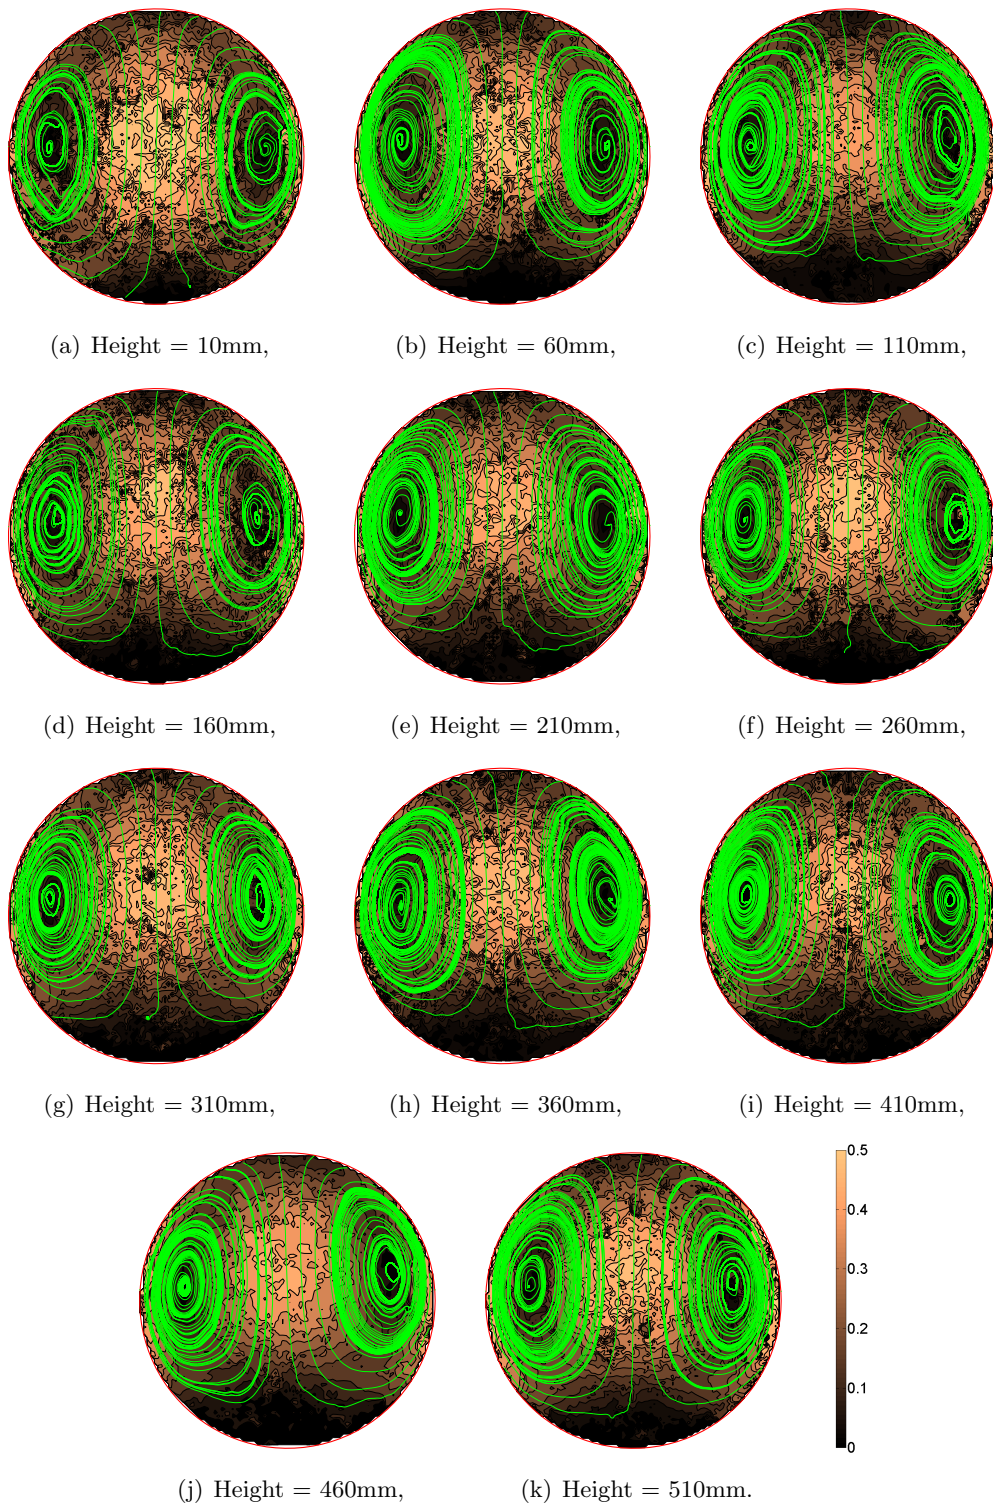 (a) Height = 10mm,
(b) Height = 60mm,
(c) Height = 110mm,
(d) Height = 160mm,
(e) Height = 210mm,
(f) Height = 260mm,
(g) Height = 310mm,
(h) Height = 360mm,
(i) Height = 410mm,
0.5
0.4
0.3
0.2
0.1
0
(j) Height = 460mm,
(k) Height = 510mm.